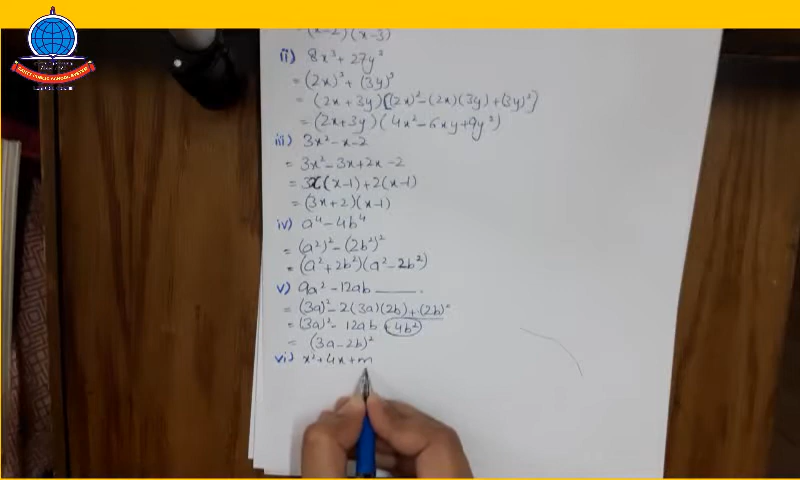 (x-2)(x-3)
ii) 8x³ + 27y³
= (2x)³ + (3y)³
= (2x + 3y) {(2x)² - (2x)(3y) + (3y)²}
= (2x+3y)(4x² - 6xy + 9y²)
iii) 3x² - x - 2
= 3x² - 3x + 2x - 2
= 3x(x-1) + 2(x-1)
= (3x+2)(x-1)
iv) a⁴ - 4b⁴
= (a²)² - (2b²)²
= (a² + 2b²)(a² - 2b²)
v) 9a² - 12ab ____.
= (3a)² - 2(3a)(2b) + (2b)²
= (3a)² - 12ab + 4b²
= (3a - 2b)²
vi) x² + 4x + m